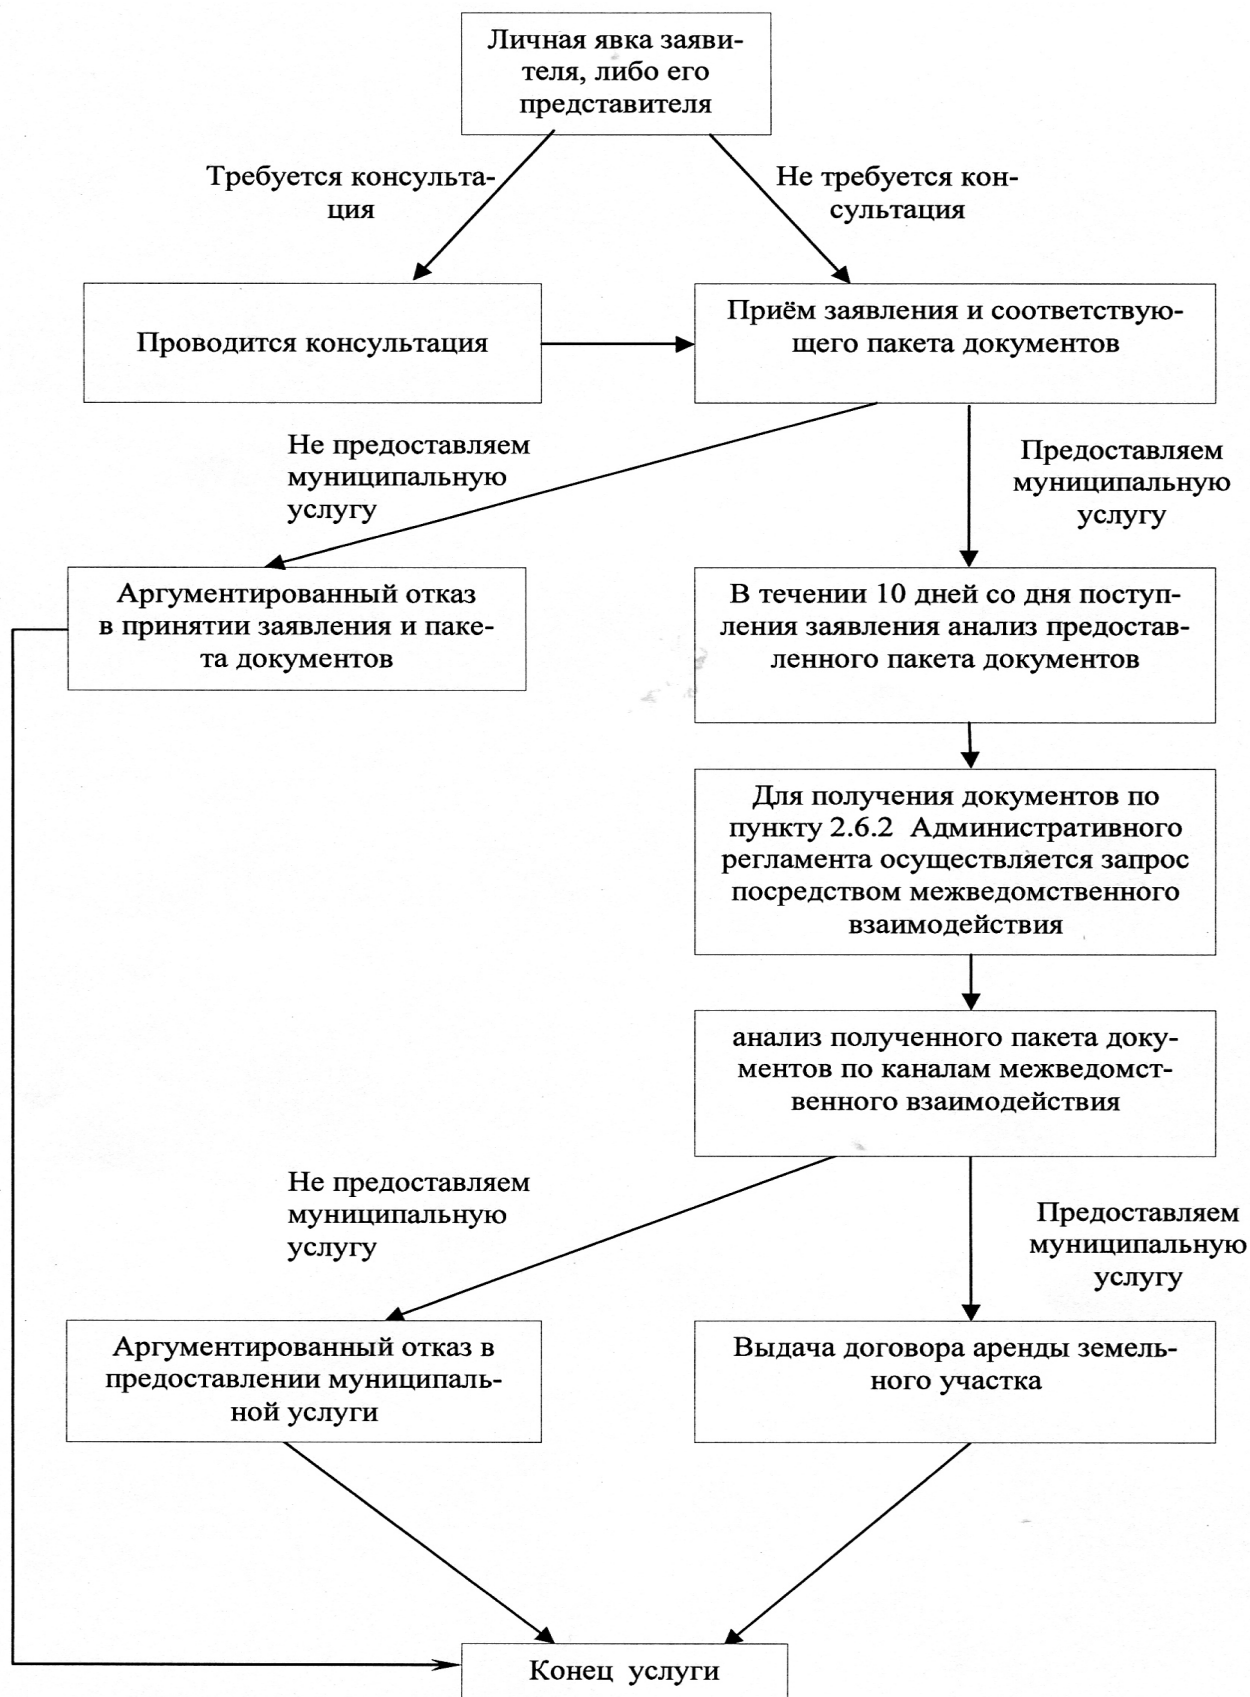 Личная явка заяви-
теля, либо его
представителя
Требуется консульта-
ция
Не требуется кон-
сультация
Проводится консультация
Приём заявления и соответствую-
щего пакета документов
Не предоставляем
муниципальную
услугу
Предоставляем
муниципальную
услугу
Аргументированный отказ
в принятии заявления и паке-
та документов
В течении 10 дней со дня поступ-
ления заявления анализ предостав-
ленного пакета документов
Для получения документов по
пункту 2.6.2 Административного
регламента осуществляется запрос
посредством межведомственного
взаимодействия
анализ полученного пакета доку-
ментов по каналам межведомст-
венного взаимодействия
Не предоставляем
муниципальную
услугу
Предоставляем
муниципальную
услугу
Аргументированный отказ в
предоставлении муниципаль-
ной услуги
Выдача договора аренды земель-
ного участка
Конец услуги